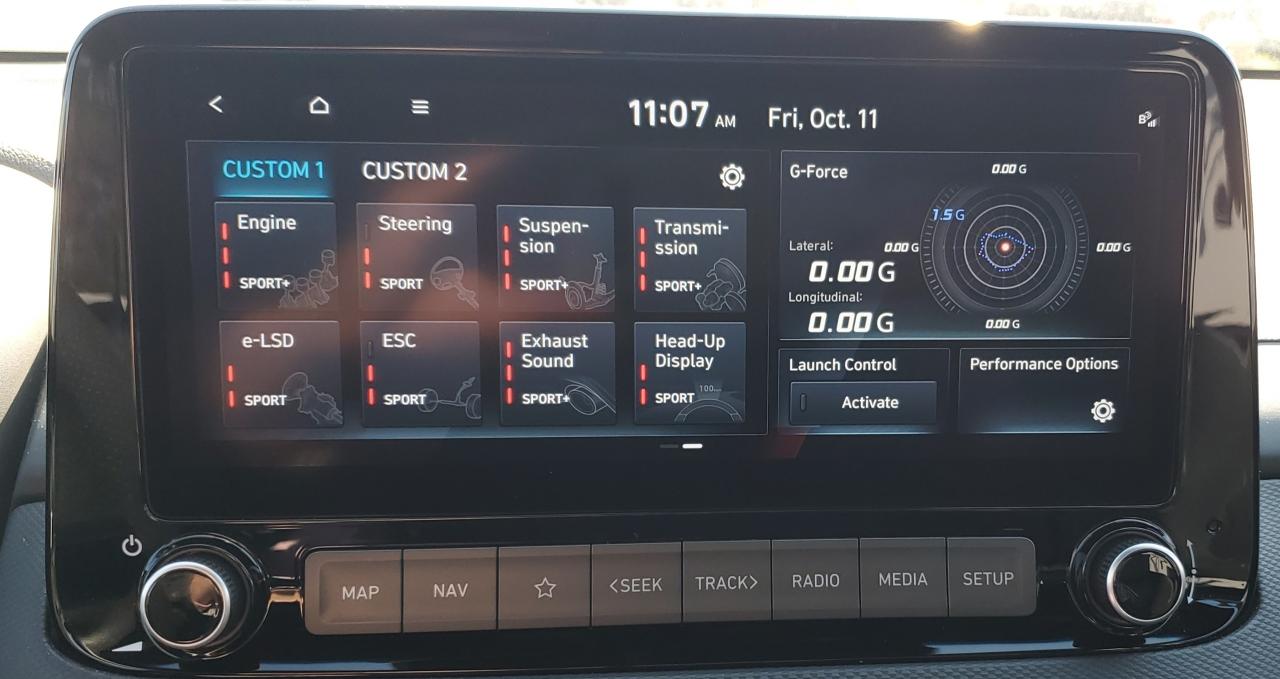 11:07 AM Fri, Oct. 11
CUSTOM 1 CUSTOM 2
Engine
SPORT+
Steering
SPORT
Suspen-
sion
SPORT+
Transmi-
ssion
SPORT+
e-LSD
SPORT
ESC
SPORT
Exhaust
Sound
SPORT+
Head-Up
Display
100
SPORT
G-Force
0.00 G
1.5 G
Lateral:
0.00 G
0.00 G
0.00 G
Longitudinal:
0.00 G
0.00 G
Launch Control
Activate
Performance Options
MAP NAV <SEEK TRACK> RADIO MEDIA SETUP